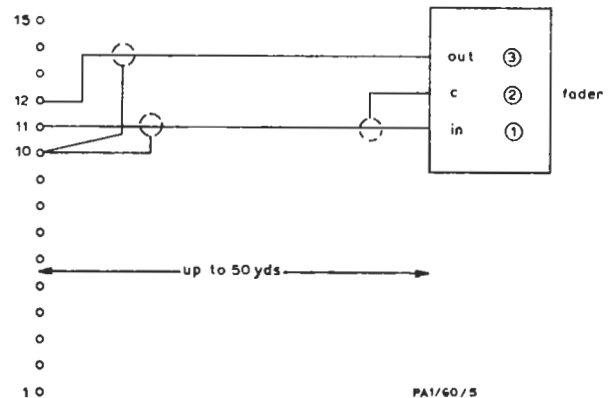 15
out ③
12
c ② fader
11
in ①
10
up to 50 yds
1
PA1/60/5